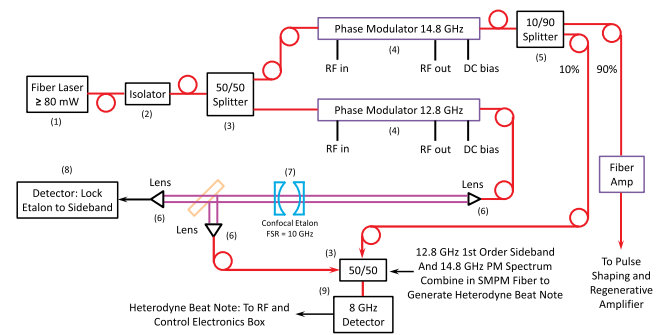 Phase Modulator 14.8 GHz
(4)
RF in
RF out
DC bias
10/90
Splitter
(5)
10%
90%
Fiber Laser
≥ 80 mW
(1)
Isolator
(2)
50/50
Splitter
(3)
Phase Modulator 12.8 GHz
(4)
RF in
RF out
DC bias
(8)
Detector: Lock
Etalon to Sideband
Lens
(6)
Lens
(6)
(7)
Confocal Etalon
FSR = 10 GHz
Lens
(6)
Fiber
Amp
(3)
50/50
(9)
8 GHz
Detector
12.8 GHz 1st Order Sideband
And 14.8 GHz PM Spectrum
Combine in SMPM Fiber to
Generate Heterodyne Beat Note
To Pulse
Shaping and
Regenerative
Amplifier
Heterodyne Beat Note: To RF and
Control Electronics Box